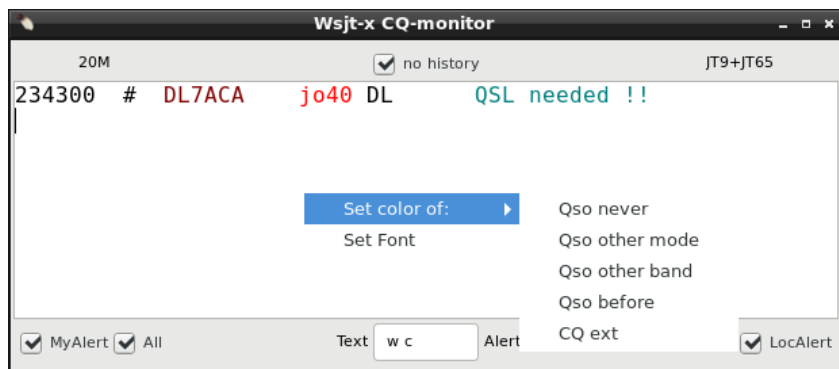 Wsjt-x CQ-monitor
20M no history JT9+JT65
234300 # DL7ACA jo40 DL QSL needed !!
Set color of: Qso never
Set Font Qso other mode
Qso other band
Qso before
CQ ext
MyAlert All Text w c Alert LocAlert